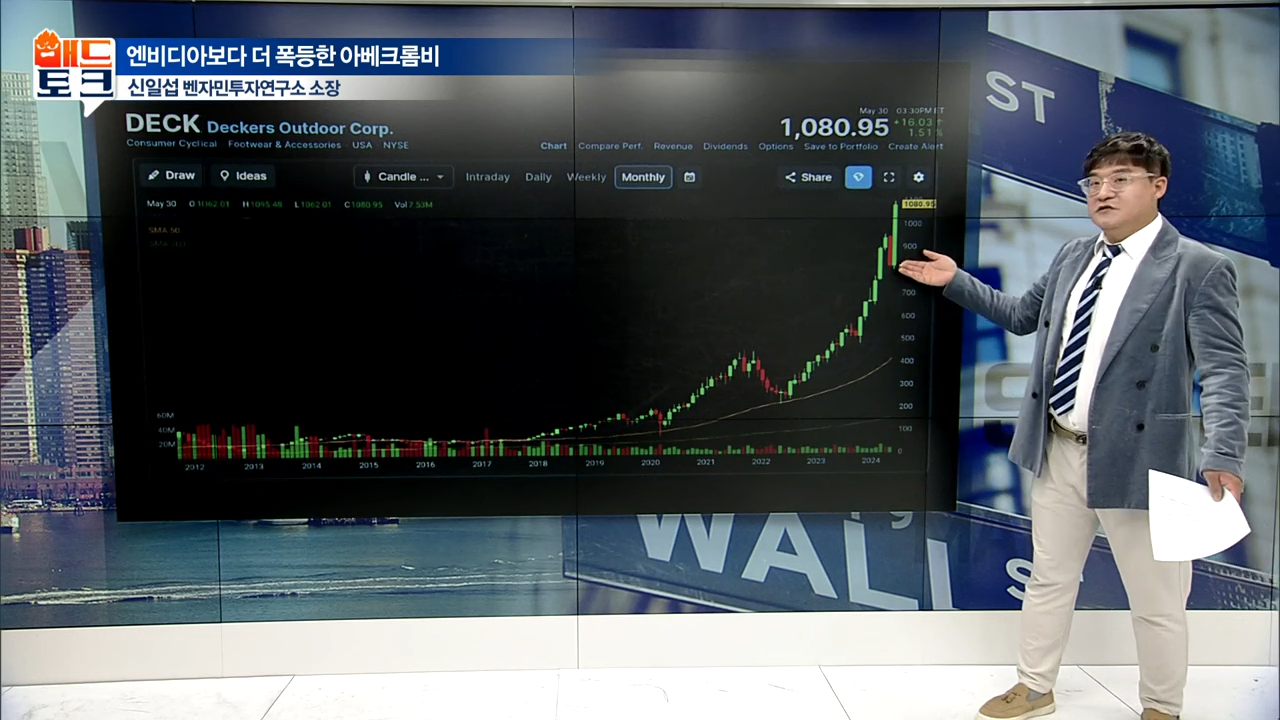 매드
토크
엔비디아보다 더 폭등한 아베크롬비
신일섭 벤자민투자연구소 소장
DECK Deckers Outdoor Corp.
Consumer Cyclical Footwear & Accessories USA NYSE
May 30 03:30PM ET
1,080.95 +16.03
1.51%
Chart Compare Perf. Revenue Dividends Options Save to Portfolio Create Alert
Draw Ideas Candle ... Intraday Daily Weekly Monthly Share
May 30 O 1062.01 H 1095.48 L 1062.01 C 1080.95 Vol 7.53M
SMA 50
1080.95
1000
900
700
600
500
400
300
200
100
0
60M
40M
20M
2012 2013 2014 2015 2016 2017 2018 2019 2020 2021 2022 2023 2024
ST
WALL